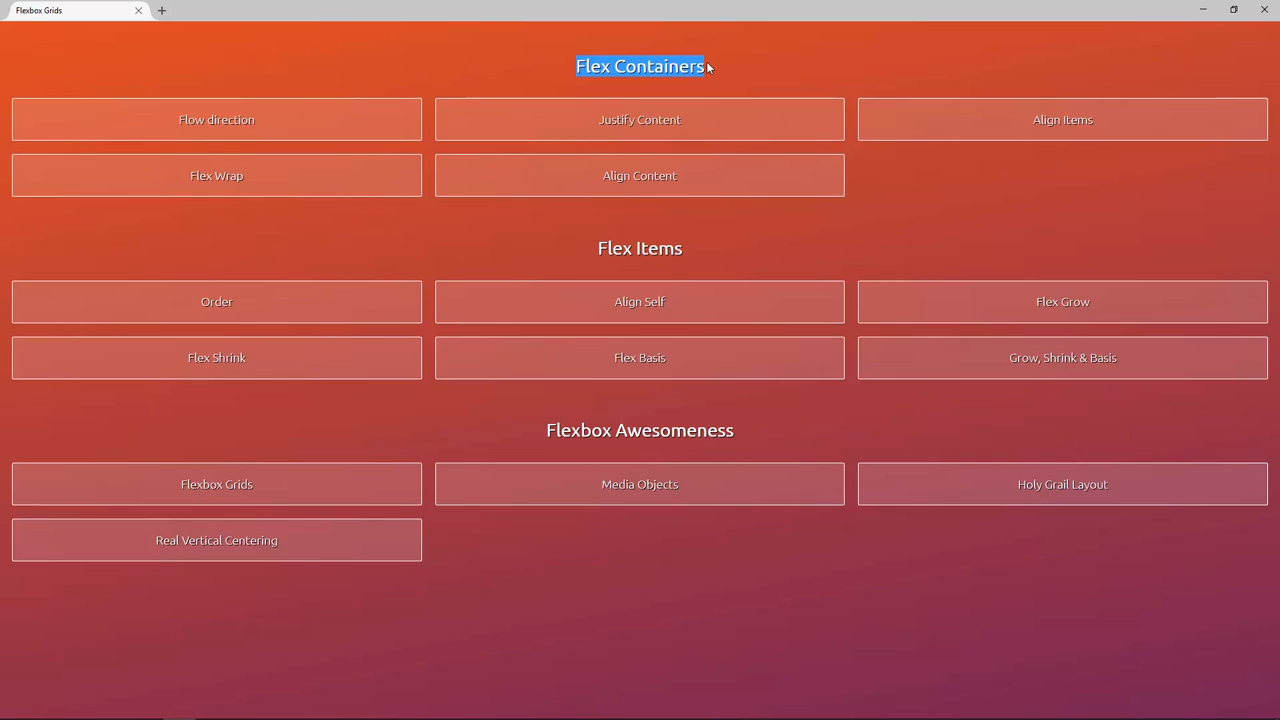 Flexbox Grids
Flex Containers
Flow direction
Justify Content
Align Items
Flex Wrap
Align Content
Flex Items
Order
Align Self
Flex Grow
Flex Shrink
Flex Basis
Grow, Shrink & Basis
Flexbox Awesomeness
Flexbox Grids
Media Objects
Holy Grail Layout
Real Vertical Centering